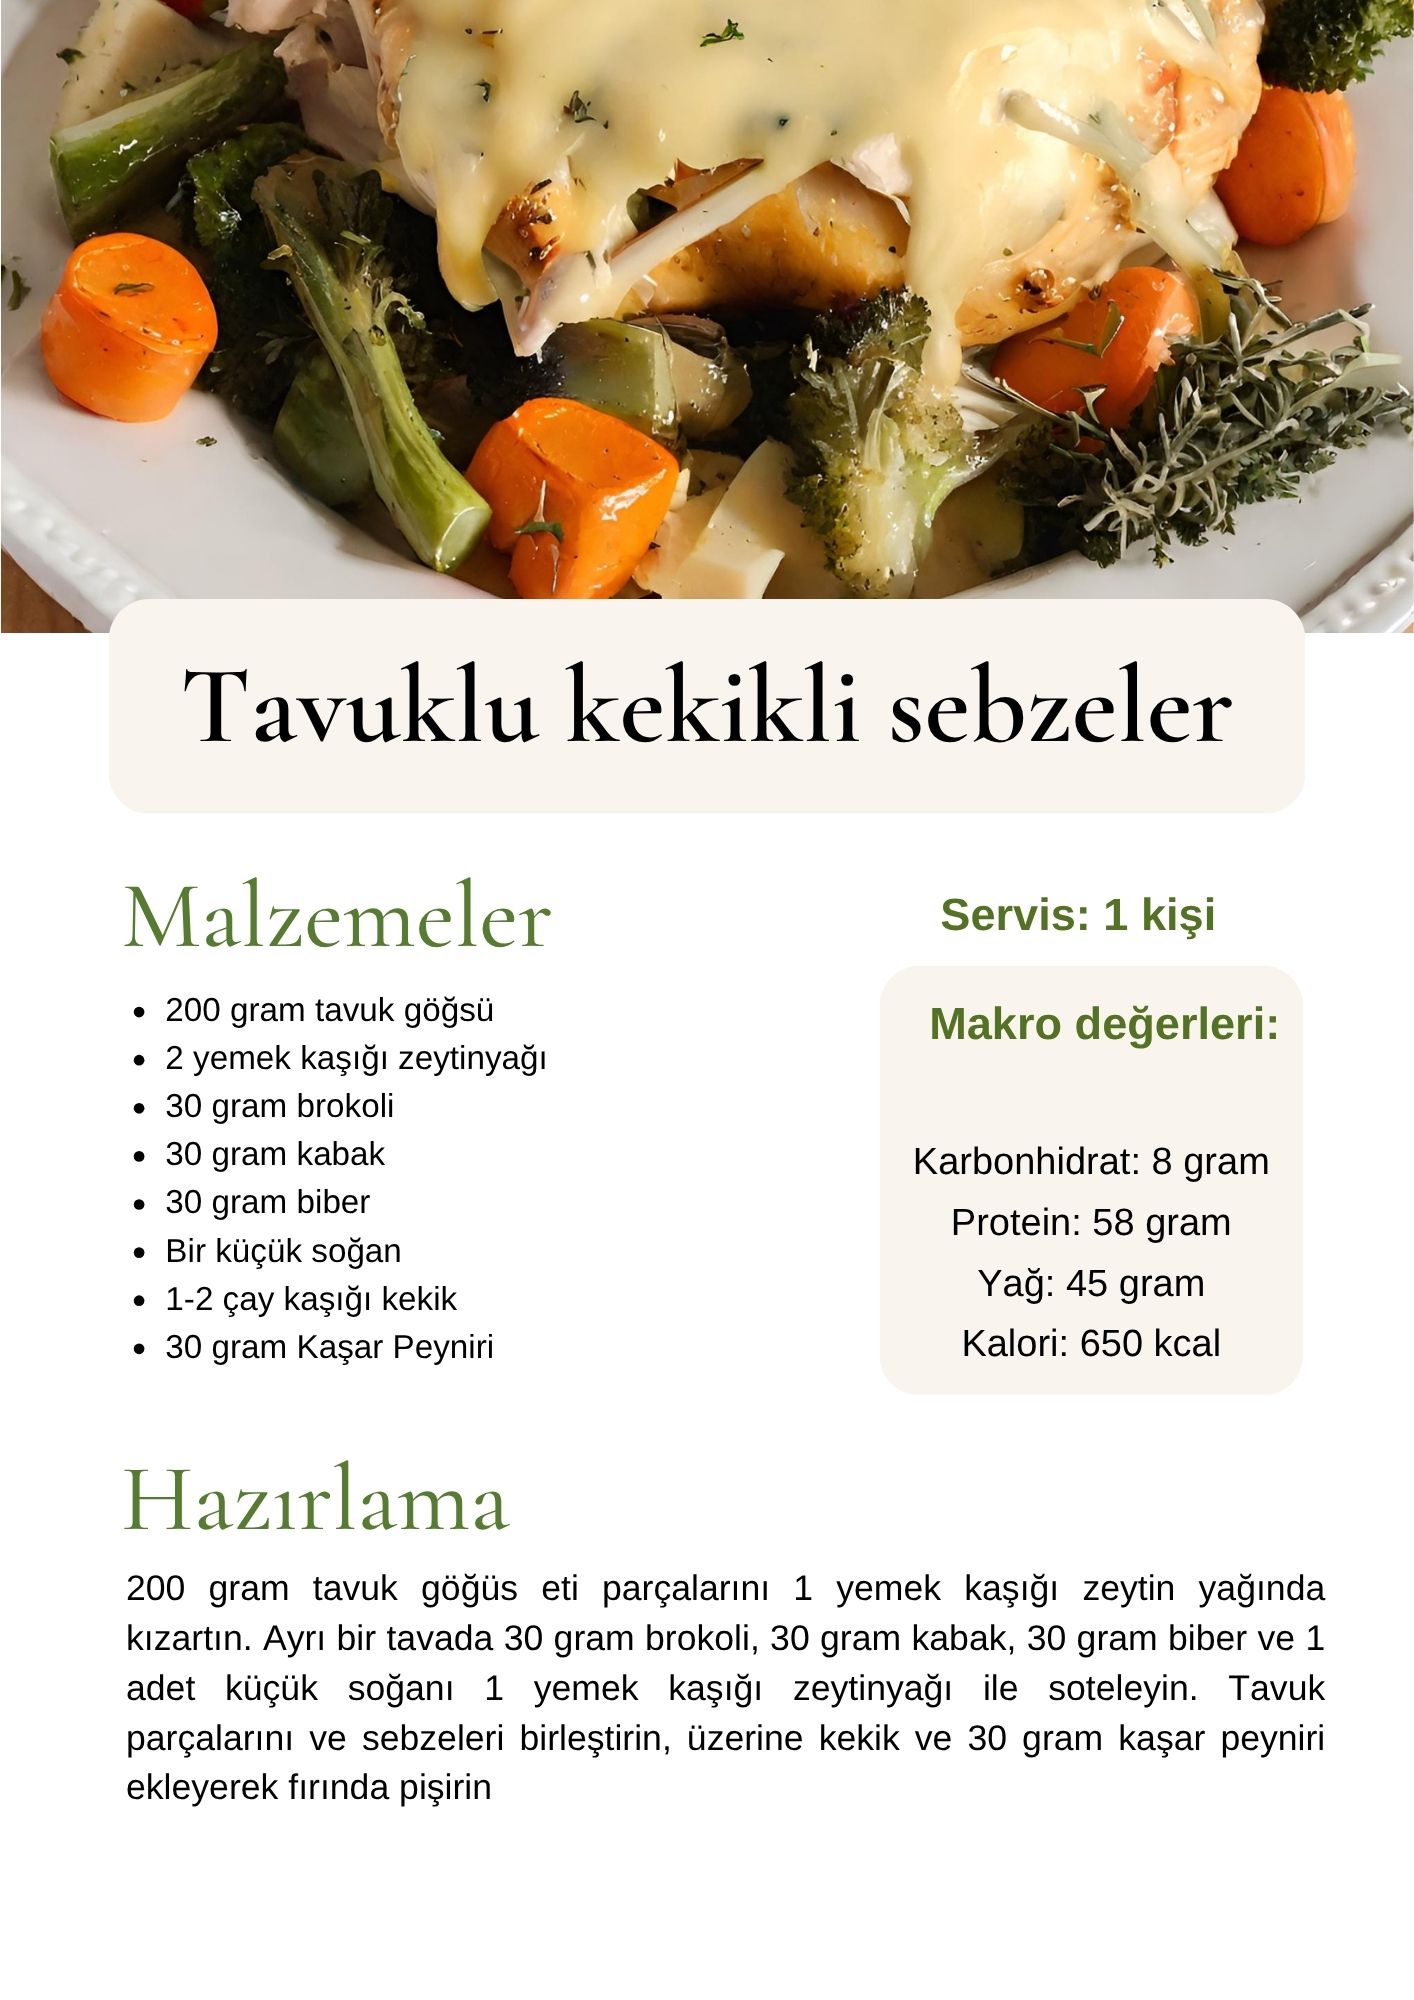 Tavuklu kekikli sebzeler
Malzemeler
200 gram tavuk göğsü
2 yemek kaşığı zeytinyağı
30 gram brokoli
30 gram kabak
30 gram biber
Bir küçük soğan
1-2 çay kaşığı kekik
30 gram Kaşar Peyniri
Servis: 1 kişi
Makro değerleri:
Karbonhidrat: 8 gram
Protein: 58 gram
Yağ: 45 gram
Kalori: 650 kcal
Hazırlama
200 gram tavuk göğüs eti parçalarını 1 yemek kaşığı zeytin yağında
kızartın. Ayrı bir tavada 30 gram brokoli, 30 gram kabak, 30 gram biber ve 1
adet küçük soğanı 1 yemek kaşığı zeytinyağı ile soteleyin. Tavuk
parçalarını ve sebzeleri birleştirin, üzerine kekik ve 30 gram kaşar peyniri
ekleyerek fırında pişirin